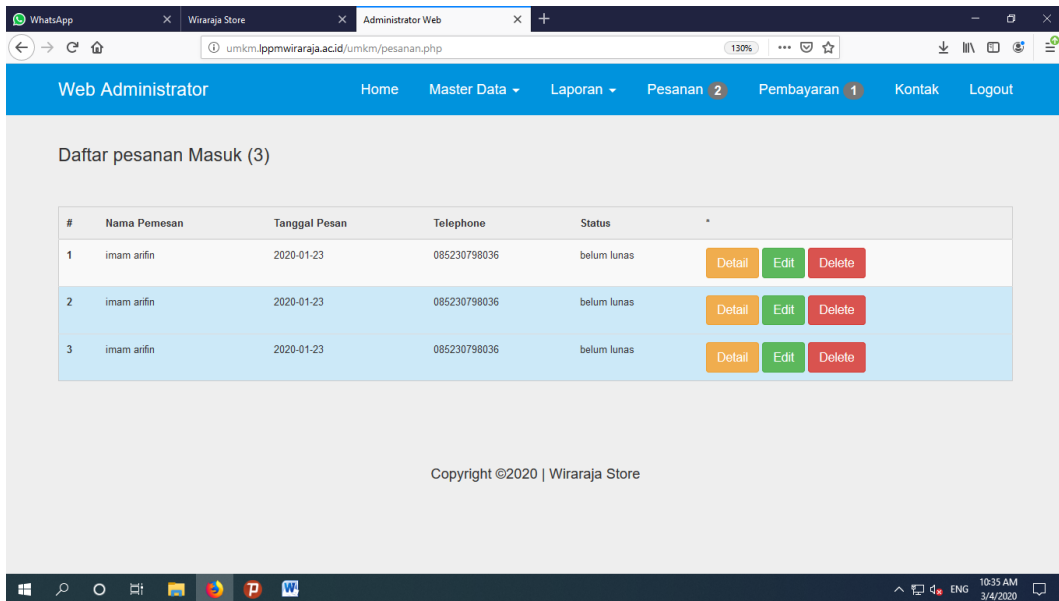 WhatsApp Wiraraja Store Administrator Web
umkm.lppmwiraraja.ac.id/umkm/pesanan.php 130%
Web Administrator Home Master Data Laporan Pesanan 2 Pembayaran 1 Kontak Logout
Daftar pesanan Masuk (3)
# Nama Pemesan Tanggal Pesan Telephone Status *
1 imam arifin 2020-01-23 085230798036 belum lunas Detail Edit Delete
2 imam arifin 2020-01-23 085230798036 belum lunas Detail Edit Delete
3 imam arifin 2020-01-23 085230798036 belum lunas Detail Edit Delete
Copyright ©2020 | Wiraraja Store
ENG 10:35 AM
3/4/2020